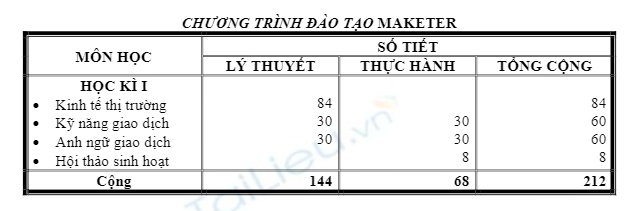 CHƯƠNG TRÌNH ĐÀO TẠO MAKETER
MÔN HỌC SỐ TIẾT
LÝ THUYẾT THỰC HÀNH TỔNG CỘNG
HỌC KÌ I
• Kinh tế thị trường 84 84
• Kỹ năng giao dịch 30 30 60
• Anh ngữ giao dịch 30 30 60
• Hội thảo sinh hoạt 8 8
Cộng 144 68 212
TaiLieu.vn